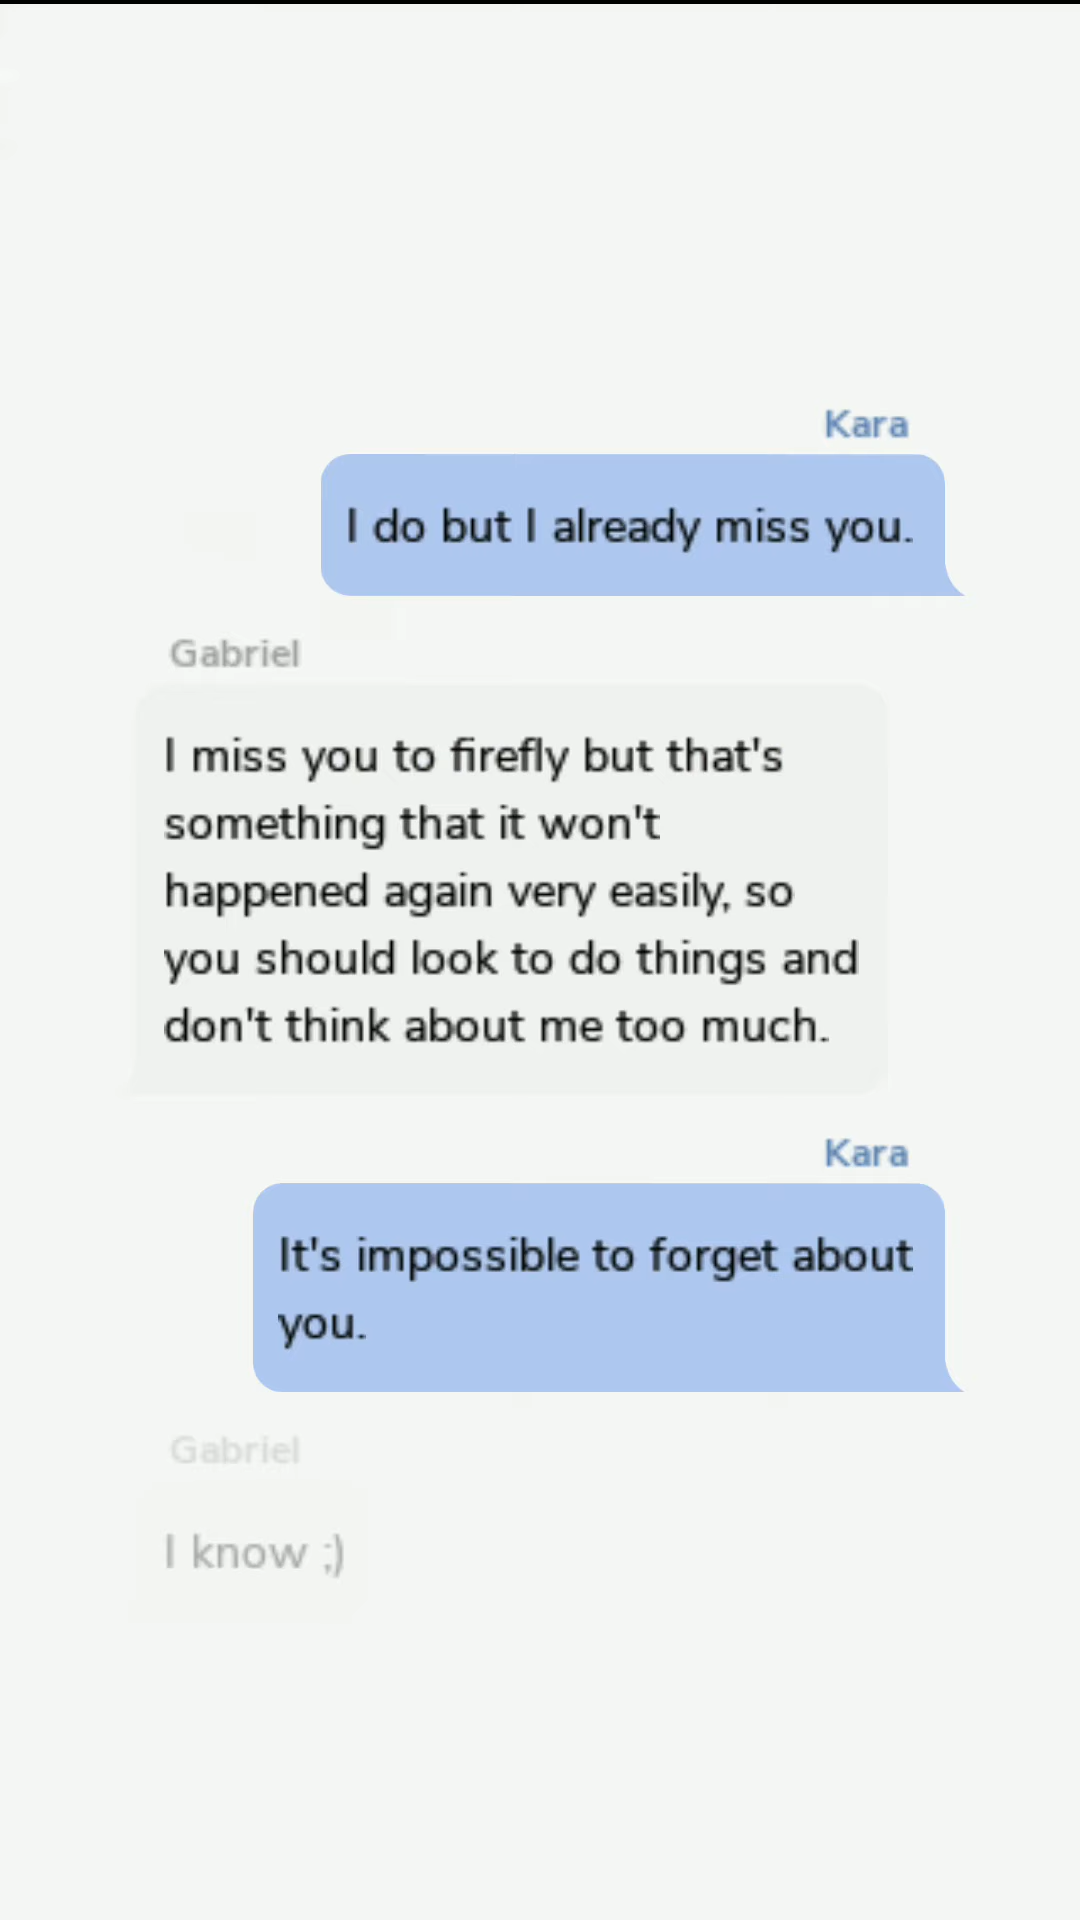 Kara
I do but I already miss you.
Gabriel
I miss you to firefly but that's
something that it won't
happened again very easily, so
you should look to do things and
don't think about me too much.
Kara
It's impossible to forget about
you.
Gabriel
I know ;)